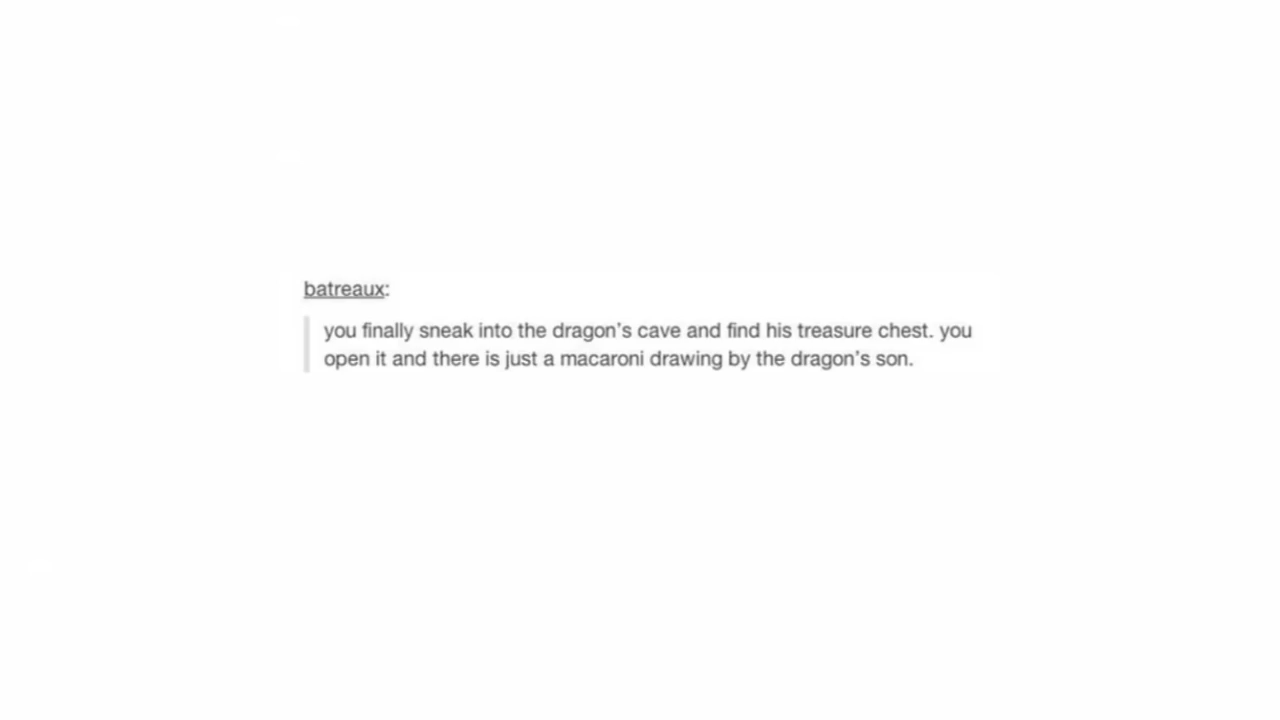 batreaux:
you finally sneak into the dragon’s cave and find his treasure chest. you
open it and there is just a macaroni drawing by the dragon’s son.